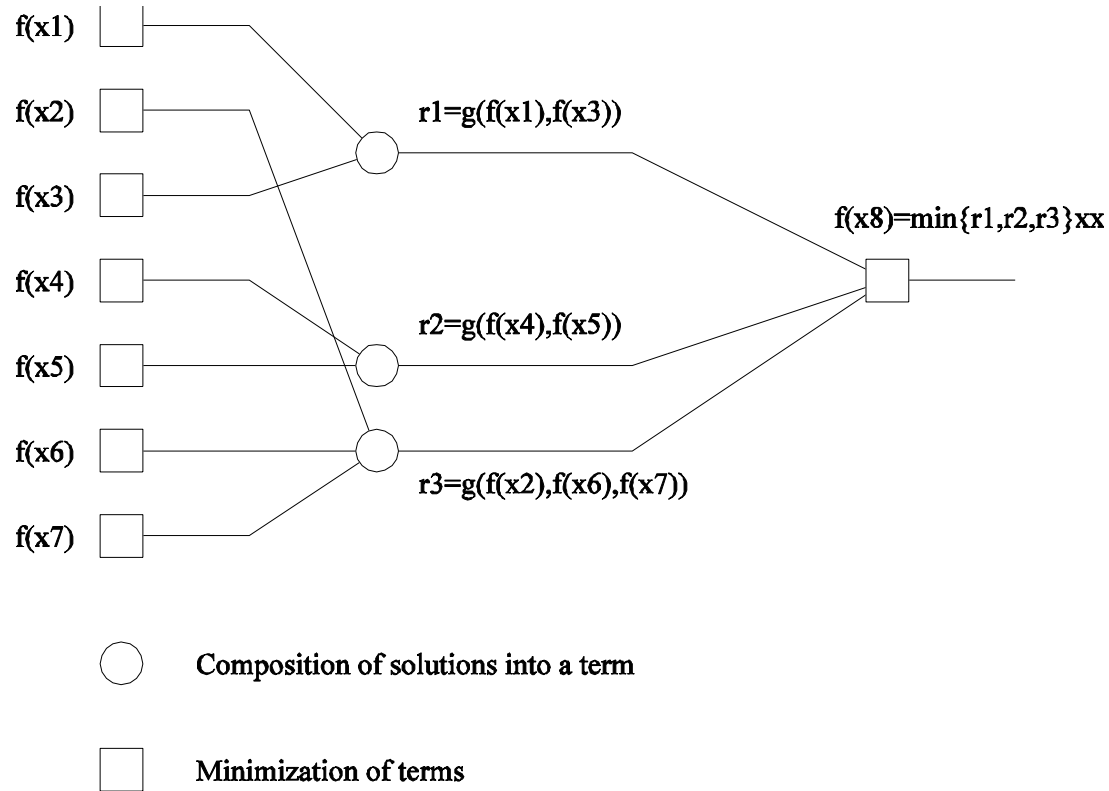 f(x1)
f(x2)
r1=g(f(x1),f(x3))
f(x3)
f(x8)=min{r1,r2,r3}xx
f(x4)
r2=g(f(x4),f(x5))
f(x5)
f(x6)
r3=g(f(x2),f(x6),f(x7))
f(x7)
Composition of solutions into a term
Minimization of terms